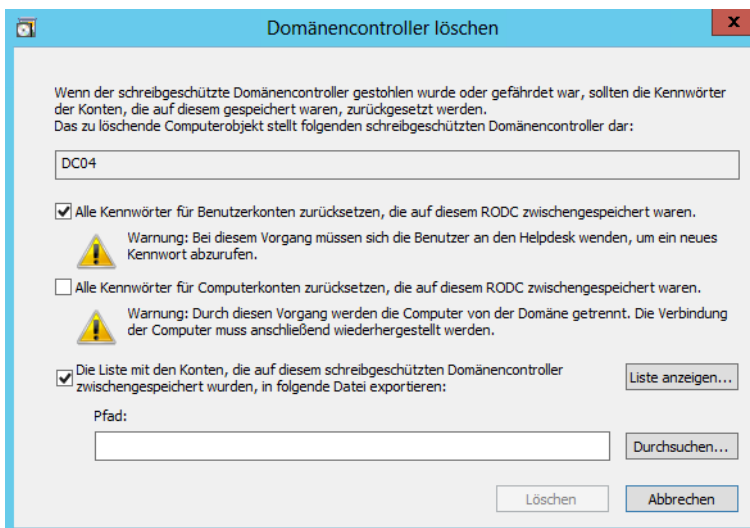 Domänencontroller löschen
x
Wenn der schreibgeschützte Domänencontroller gestohlen wurde oder gefährdet war, sollten die Kennwörter
der Konten, die auf diesem gespeichert waren, zurückgesetzt werden.
Das zu löschende Computerobjekt stellt folgenden schreibgeschützten Domänencontroller dar:
DC04
Alle Kennwörter für Benutzerkonten zurücksetzen, die auf diesem RODC zwischengespeichert waren.
Warnung: Bei diesem Vorgang müssen sich die Benutzer an den Helpdesk wenden, um ein neues
Kennwort abzurufen.
Alle Kennwörter für Computerkonten zurücksetzen, die auf diesem RODC zwischengespeichert waren.
Warnung: Durch diesen Vorgang werden die Computer von der Domäne getrennt. Die Verbindung
der Computer muss anschließend wiederhergestellt werden.
Die Liste mit den Konten, die auf diesem schreibgeschützten Domänencontroller
zwischengespeichert wurden, in folgende Datei exportieren:
Liste anzeigen...
Pfad:
Durchsuchen...
Löschen
Abbrechen